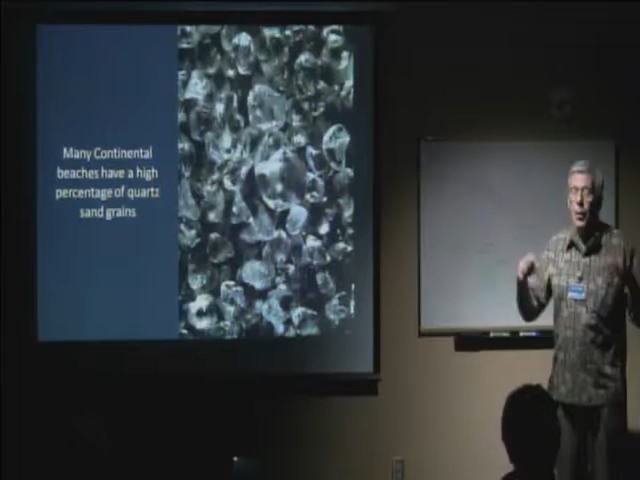 Many Continental
beaches have a high
percentage of quartz
sand grains